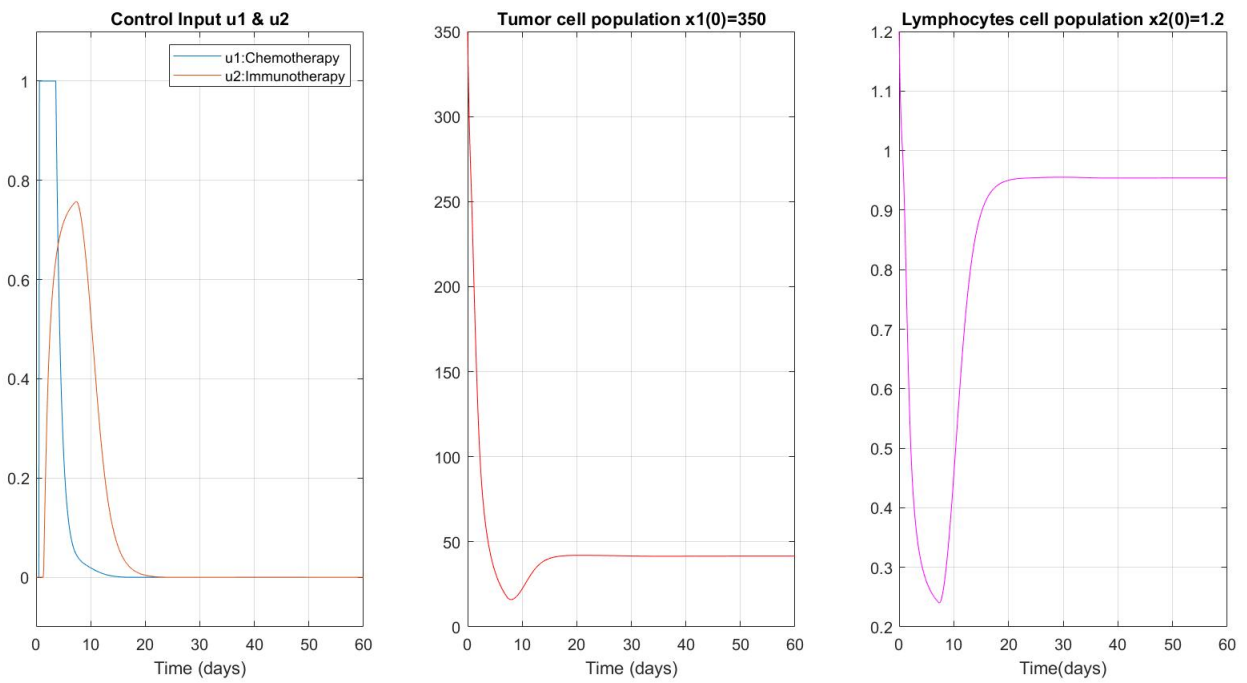 Control Input u1 & u2
u1:Chemotherapy
u2:Immunotherapy
1
0.8
0.6
0.4
0.2
0
0 10 20 30 40 50 60
Time (days)
Tumor cell population x1(0)=350
350
300
250
200
150
100
50
0
0 10 20 30 40 50 60
Time (days)
Lymphocytes cell population x2(0)=1.2
1.2
1.1
1
0.9
0.8
0.7
0.6
0.5
0.4
0.3
0.2
0 10 20 30 40 50 60
Time(days)